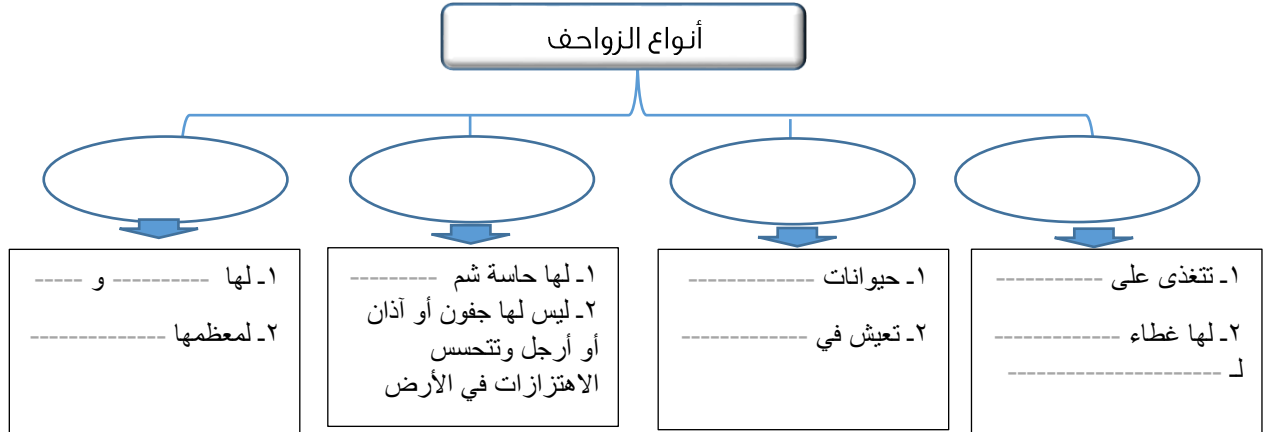 أنواع الزواحف
١ـ تتغذى على ------------
٢ـ لها غطاء --------------
لـ ------------------------
١ـ حيوانات --------------
٢ـ تعيش في --------------
١ـ لها حاسة شم ----------
٢ـ ليس لها جفون أو آذان
أو أرجل وتتحسس
الاهتزازات في الأرض
١ـ لها ----------- و -----
٢ـ لمعظمها ---------------